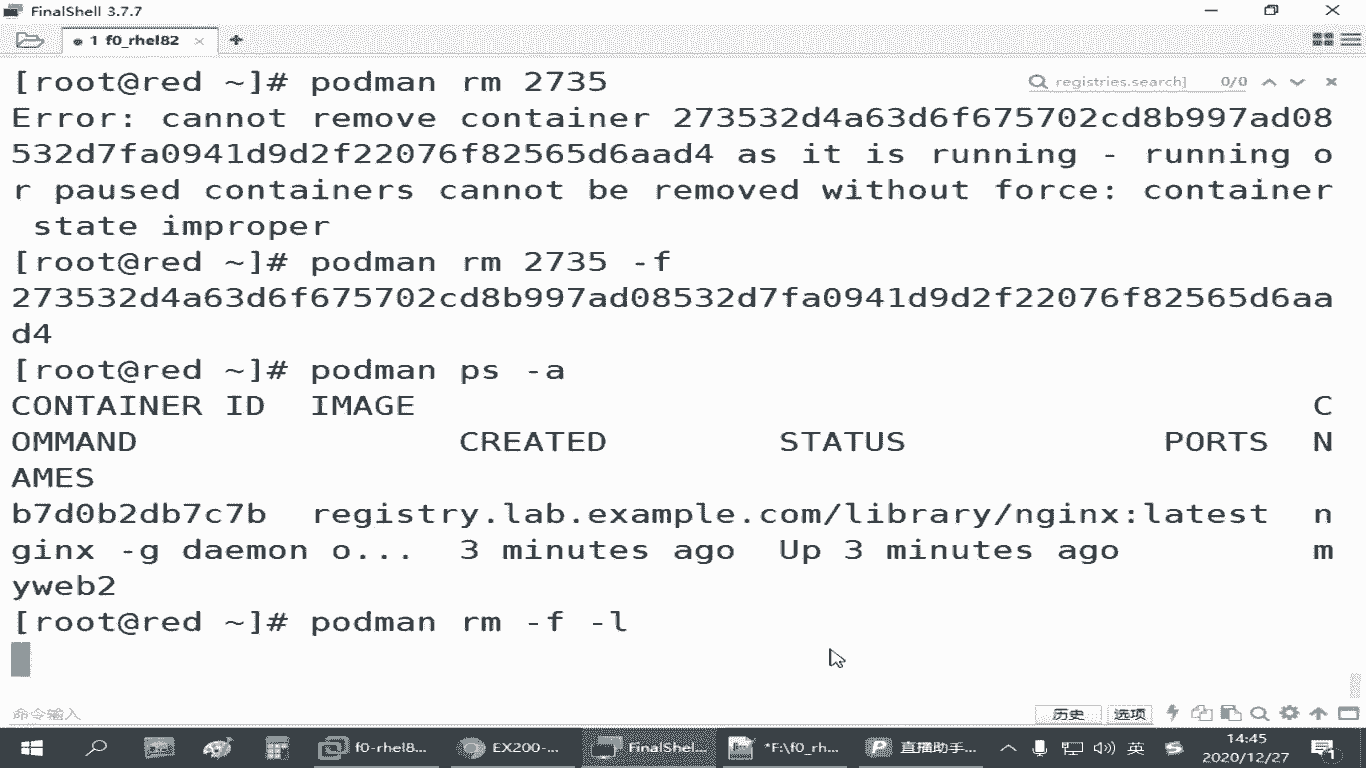 FinalShell 3.7.7
1 f0_rhel82
[root@red ~]# podman rm 2735
registries.search]
0/0
Error: cannot remove container 273532d4a63d6f675702cd8b997ad08
532d7fa0941d9d2f22076f82565d6aad4 as it is running - running o
r paused containers cannot be removed without force: container
state improper
[root@red ~]# podman rm 2735 -f
273532d4a63d6f675702cd8b997ad08532d7fa0941d9d2f22076f82565d6aa
d4
[root@red ~]# podman ps -a
CONTAINER ID  IMAGE  C
OMMAND  CREATED  STATUS  PORTS  N
AMES
b7d0b2db7c7b  registry.lab.example.com/library/nginx:latest  n
ginx -g daemon o...  3 minutes ago  Up 3 minutes ago  m
yweb2
[root@red ~]# podman rm -f -l
命令输入
历史
选项
f0-rhel8...
EX200-...
FinalShel...
*F:\f0_rh...
直播助手...
英
14:45
2020/12/27
1